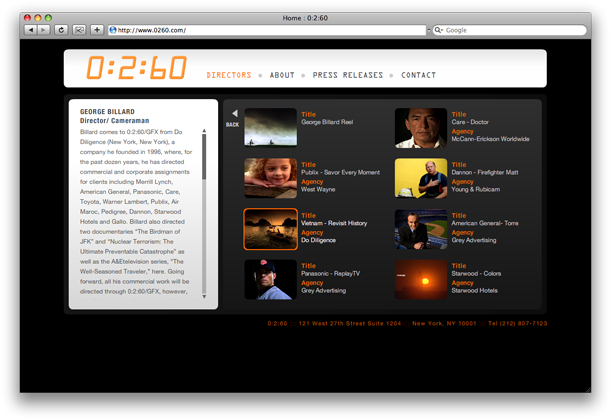 Home : 0:2:60
http://www.0260.com/
Google
0:2:60
DIRECTORS ABOUT PRESS RELEASES CONTACT
GEORGE BILLARD
Director/ Cameraman
Billard comes to 0:2:60/GFX from Do
Diligence (New York, New York), a
company he founded in 1996, where, for
the past dozen years, he has directed
commercial and corporate assignments
for clients including Merrill Lynch,
American General, Panasonic, Care,
Toyota, Warner Lambert, Publix, Air
Maroc, Pedigree, Dannon, Starwood
Hotels and Gallo. Billard also directed
two documentaries "The Birdman of
JFK" and "Nuclear Terrorism: The
Ultimate Preventable Catastrophe" as
well as the A&Etelevision series, "The
Well-Seasoned Traveler," here. Going
forward, all his commercial work will be
directed through 0:2:60/GFX, however,
BACK
Title
George Billard Reel
Title
Care - Doctor
Agency
McCann-Erickson Worldwide
Title
Publix - Savor Every Moment
Agency
West Wayne
Title
Dannon - Firefighter Matt
Agency
Young & Rubicam
Title
Vietnam - Revisit History
Agency
Do Diligence
Title
American General- Torre
Agency
Grey Advertising
Title
Panasonic - ReplayTV
Agency
Grey Advertising
Title
Starwood - Colors
Agency
Starwood Hotels
0:2:60 121 West 27th Street Suite 1204 New York, NY 10001 Tel (212) 807-7123